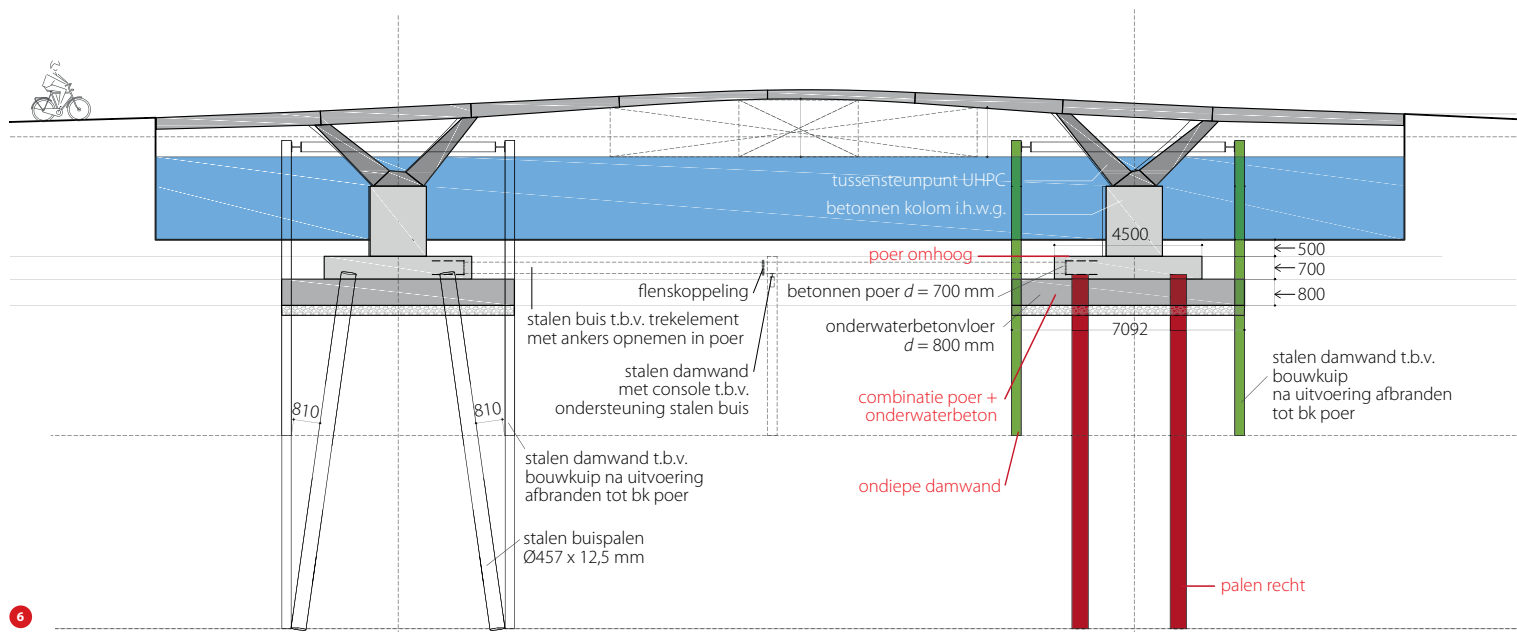 tussensteunpunt UHPC
betonnen kolom i.h.w.g.
4500
poer omhoog
500
700
800
flenskoppeling
betonnen poer d = 700 mm
stalen buis t.b.v. trekelement
met ankers opnemen in poer
onderwaterbetonvloer
d = 800 mm
7092
stalen damwand
met console t.b.v.
ondersteuning stalen buis
stalen damwand t.b.v.
bouwkuip
na uitvoering afbranden
tot bk poer
combinatie poer +
onderwaterbeton
810
810
stalen damwand t.b.v.
bouwkuip na uitvoering
afbranden tot bk poer
ondiepe damwand
stalen buispalen
Ø457 x 12,5 mm
palen recht
6